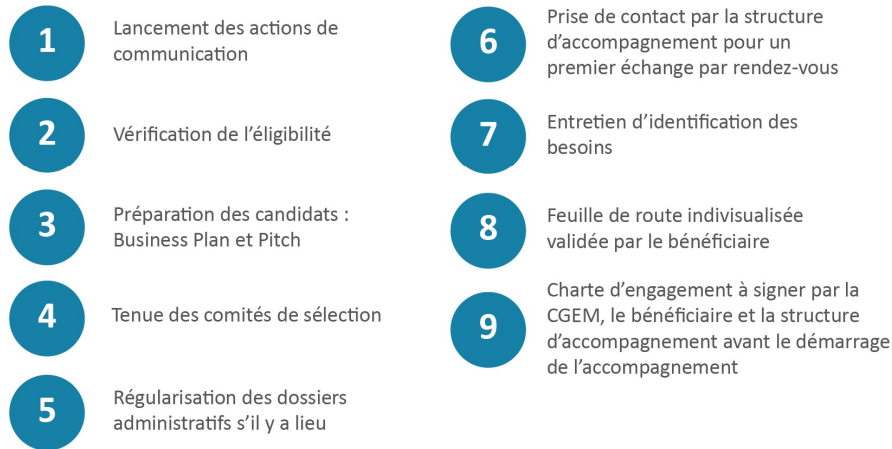 1
Lancement des actions de
communication
2
Vérification de l'éligibilité
3
Préparation des candidats :
Business Plan et Pitch
4
Tenue des comités de sélection
5
Régularisation des dossiers
administratifs s'il y a lieu
6
Prise de contact par la structure
d'accompagnement pour un
premier échange par rendez-vous
7
Entretien d'identification des
besoins
8
Feuille de route indivisualisée
validée par le bénéficiaire
9
Charte d'engagement à signer par la
CGEM, le bénéficiaire et la structure
d'accompagnement avant le démarrage
de l'accompagnement